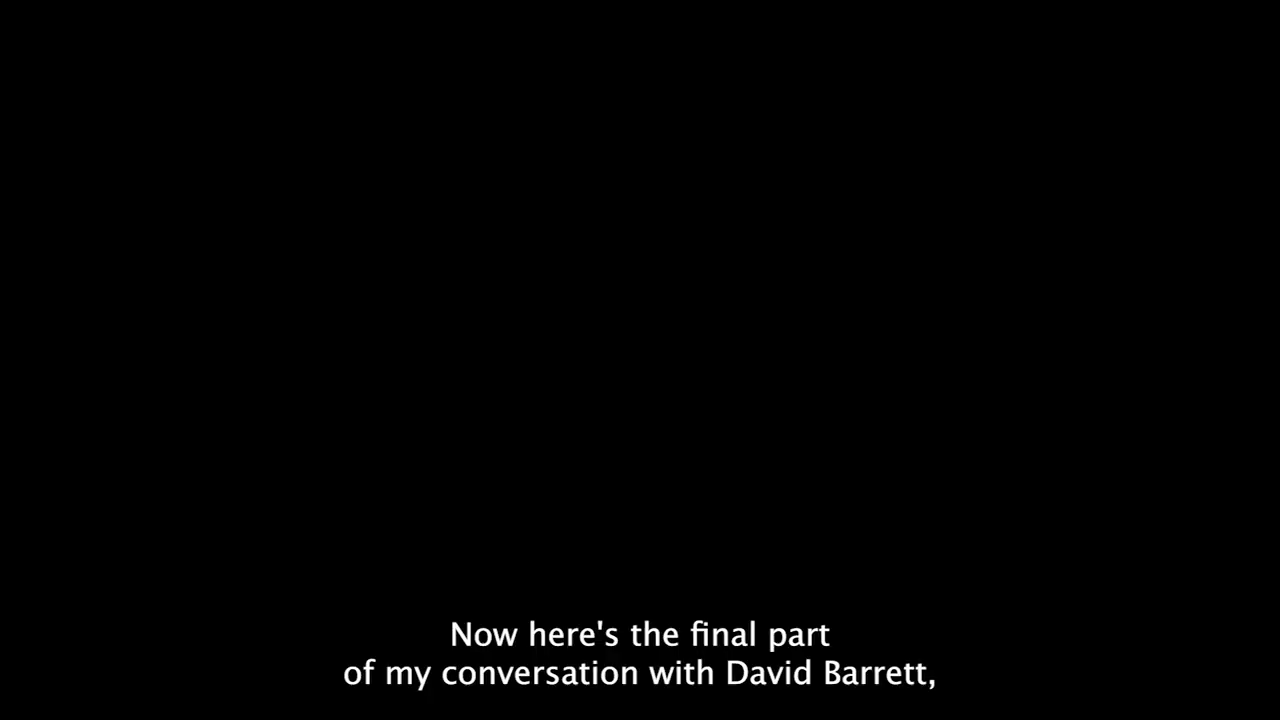 Now here's the final part
of my conversation with David Barrett,